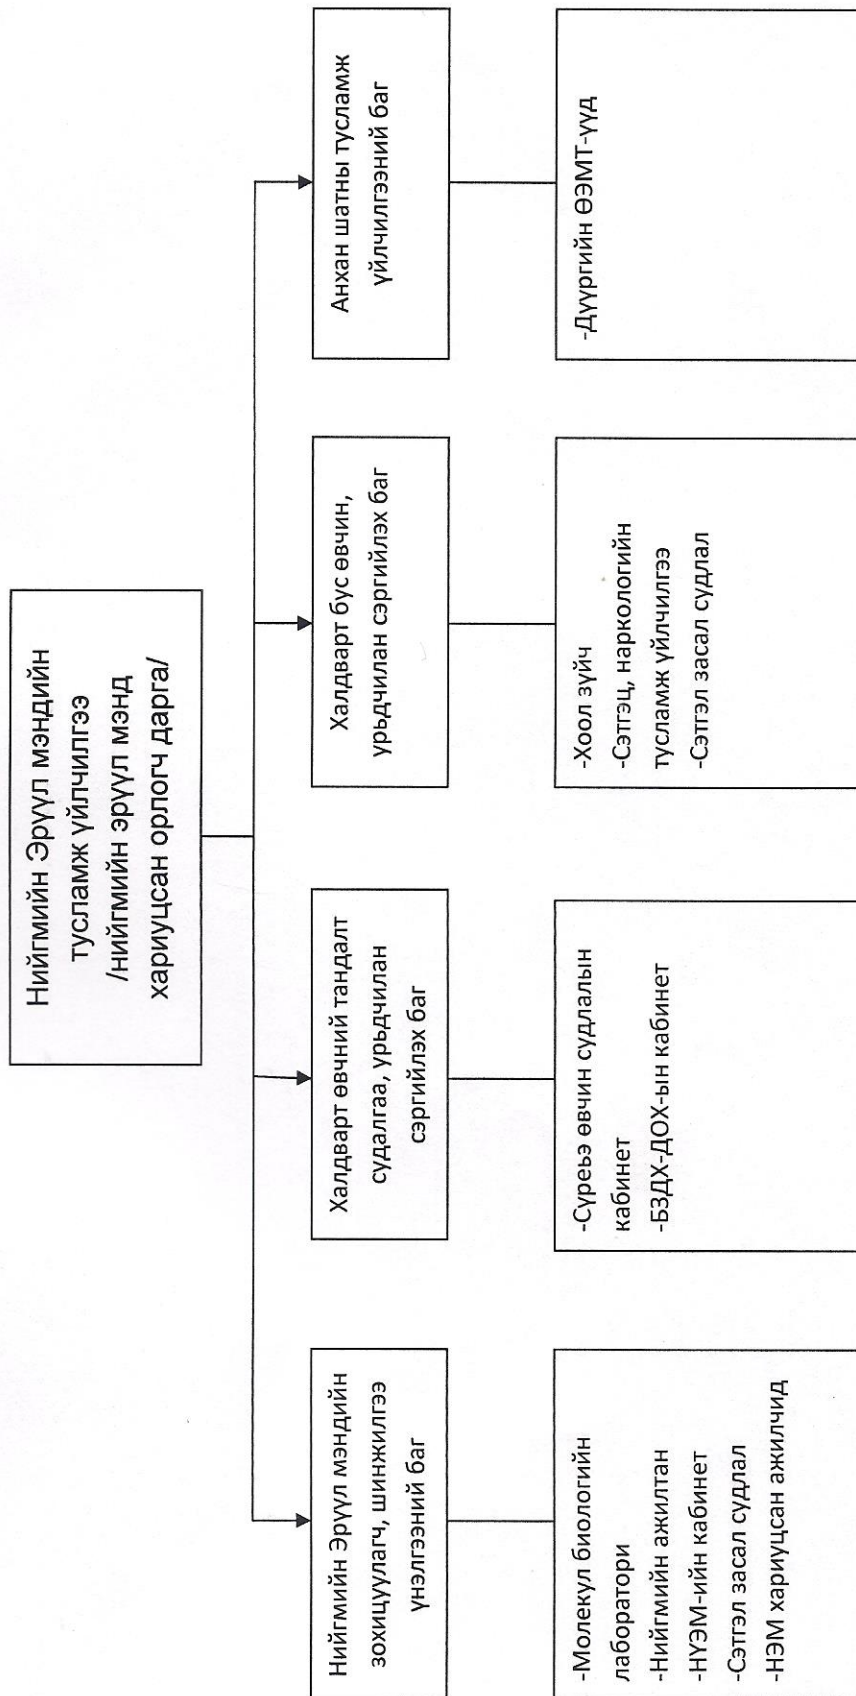 Нийгмийн Эрүүл мэндийн
тусламж үйлчилгээ
/нийгмийн эрүүл мэнд
хариуцсан орлогч дарга/
Нийгмийн Эрүүл мэндийн
зохицуулагч, шинжилгээ
үнэлгээний баг
-Молекул биологийн
лаборатори
-Нийгмийн ажилтан
-НҮЭМ-ийн кабинет
-Сэтгэл засал судлал
-НЭМ хариуцсан ажилчид
Халдварт өвчний тандалт
судалгаа, урьдчилан
сэргийлэх баг
-Сүрьеэ өвчин судлалын
кабинет
-БЗДХ-ДОХ-ын кабинет
Халдварт бус өвчин,
урьдчилан сэргийлэх баг
-Хоол зүйч
-Сэтгэц, наркологийн
тусламж үйлчилгээ
-Сэтгэл засал судлал
Анхан шатны тусламж
үйлчилгээний баг
-Дүүргийн ӨЭМТ-үүд